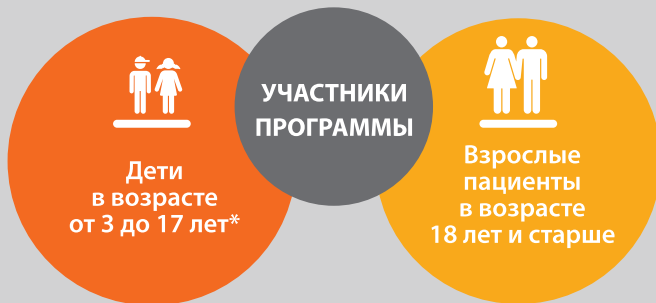 УЧАСТНИКИ
ПРОГРАММЫ
Дети
в возрасте
от 3 до 17 лет*
Взрослые
пациенты
в возрасте
18 лет и старше